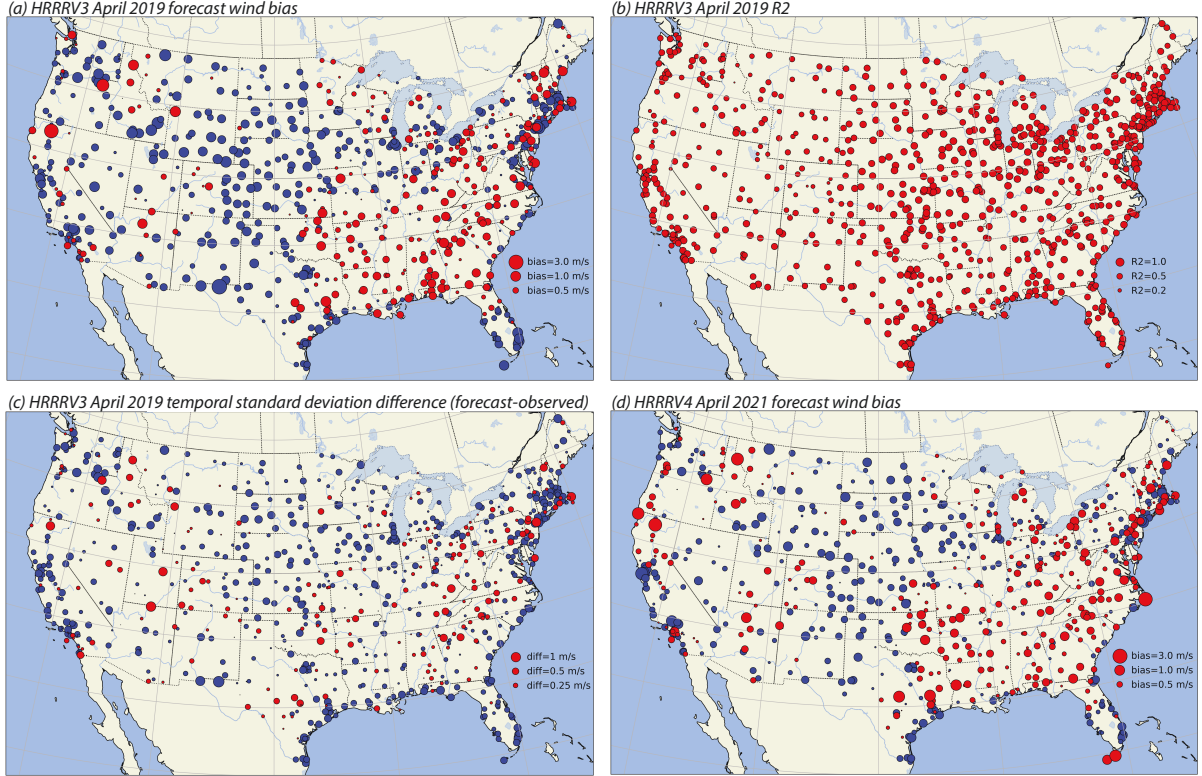 (a) HRRRV3 April 2019 forecast wind bias
bias=3.0 m/s
bias=1.0 m/s
bias=0.5 m/s
(b) HRRRV3 April 2019 R2
R2=1.0
R2=0.5
R2=0.2
(c) HRRRV3 April 2019 temporal standard deviation difference (forecast-observed)
diff=1 m/s
diff=0.5 m/s
diff=0.25 m/s
(d) HRRRV4 April 2021 forecast wind bias
bias=3.0 m/s
bias=1.0 m/s
bias=0.5 m/s